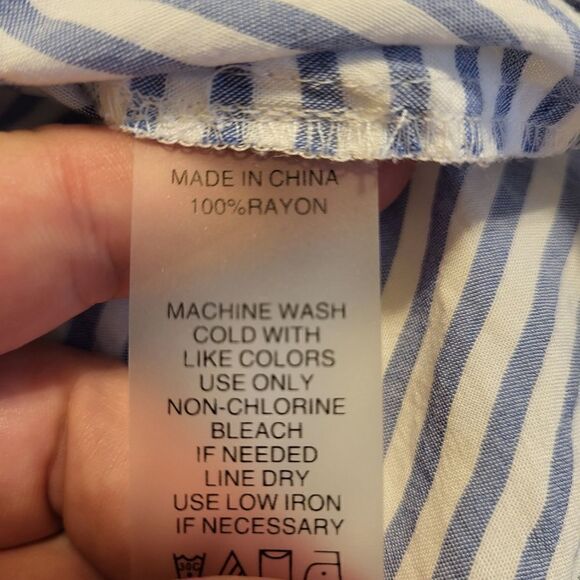 MADE IN CHINA
100%RAYON
MACHINE WASH
COLD WITH
LIKE COLORS
USE ONLY
NON-CHLORINE
BLEACH
IF NEEDED
LINE DRY
USE LOW IRON
IF NECESSARY
30C